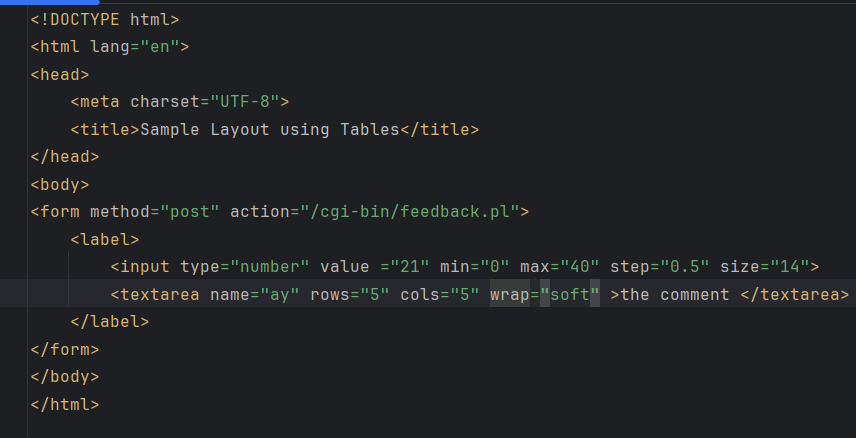 <!DOCTYPE html>
<html lang="en">
<head>
    <meta charset="UTF-8">
    <title>Sample Layout using Tables</title>
</head>
<body>
<form method="post" action="/cgi-bin/feedback.pl">
    <label>
        <input type="number" value ="21" min="0" max="40" step="0.5" size="14">
        <textarea name="ay" rows="5" cols="5" wrap="soft" >the comment </textarea>
    </label>
</form>
</body>
</html>